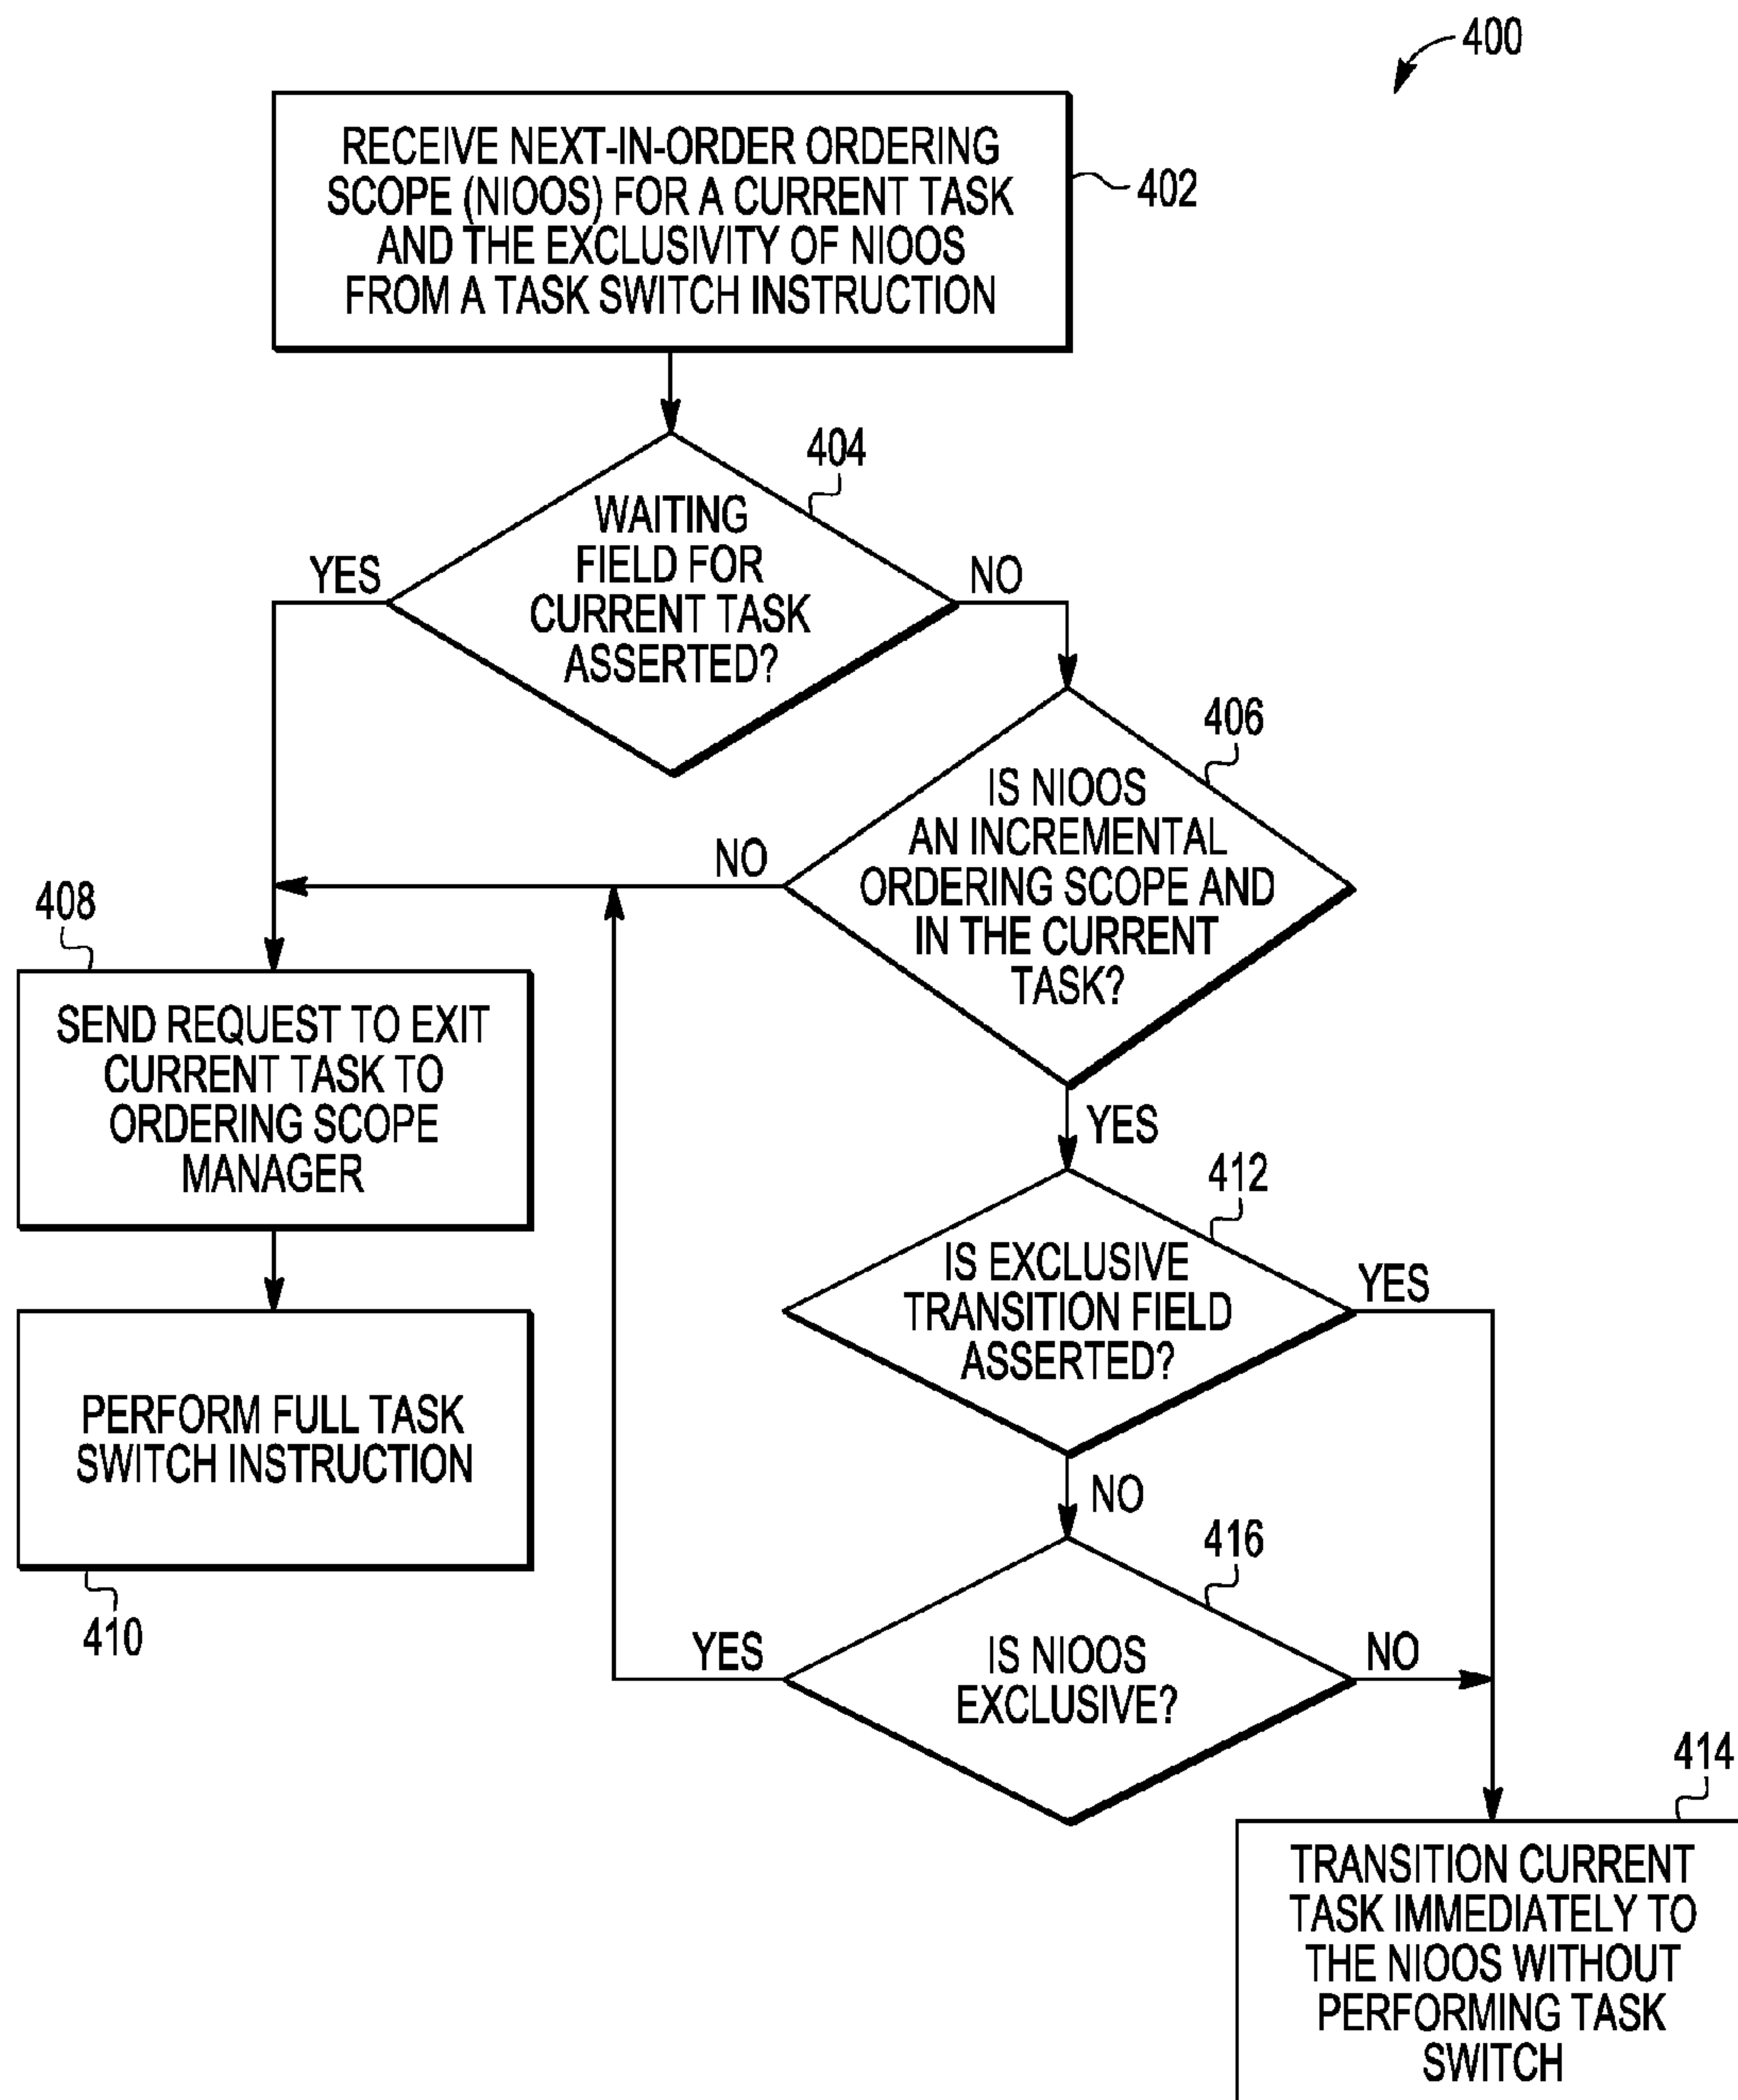 400
RECEIVE NEXT-IN-ORDER ORDERING
SCOPE (NIOOS) FOR A CURRENT TASK
AND THE EXCLUSIVITY OF NIOOS
FROM A TASK SWITCH INSTRUCTION
402
404
WAITING
FIELD FOR
CURRENT TASK
ASSERTED?
YES
NO
406
IS NIOOS
AN INCREMENTAL
ORDERING SCOPE AND
IN THE CURRENT
TASK?
NO
YES
408
SEND REQUEST TO EXIT
CURRENT TASK TO
ORDERING SCOPE
MANAGER
412
IS EXCLUSIVE
TRANSITION FIELD
ASSERTED?
YES
NO
PERFORM FULL TASK
SWITCH INSTRUCTION
410
416
IS NIOOS
EXCLUSIVE?
YES
NO
414
TRANSITION CURRENT
TASK IMMEDIATELY TO
THE NIOOS WITHOUT
PERFORMING TASK
SWITCH